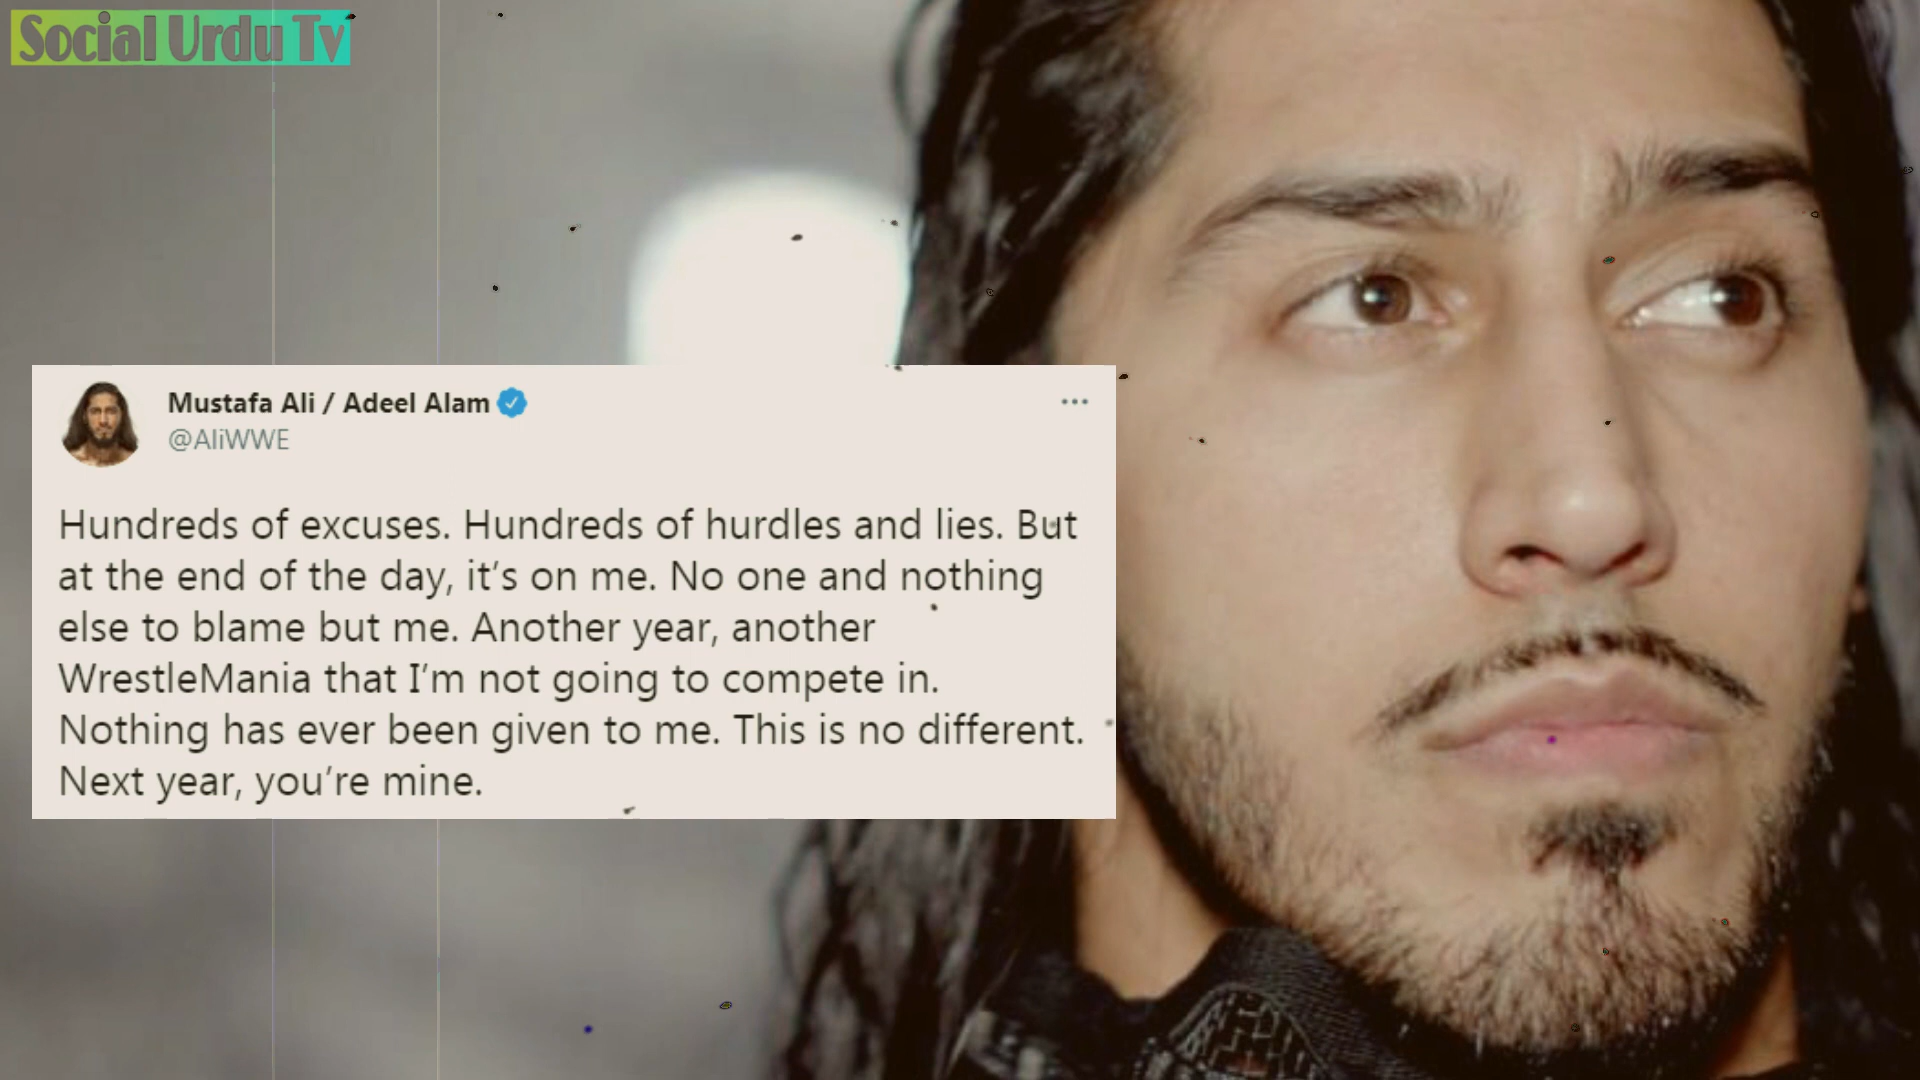 Social Urdu Tv
Mustafa Ali / Adeel Alam
@AliWWE
Hundreds of excuses. Hundreds of hurdles and lies. But
at the end of the day, it's on me. No one and nothing
else to blame but me. Another year, another
WrestleMania that I'm not going to compete in.
Nothing has ever been given to me. This is no different.
Next year, you're mine.